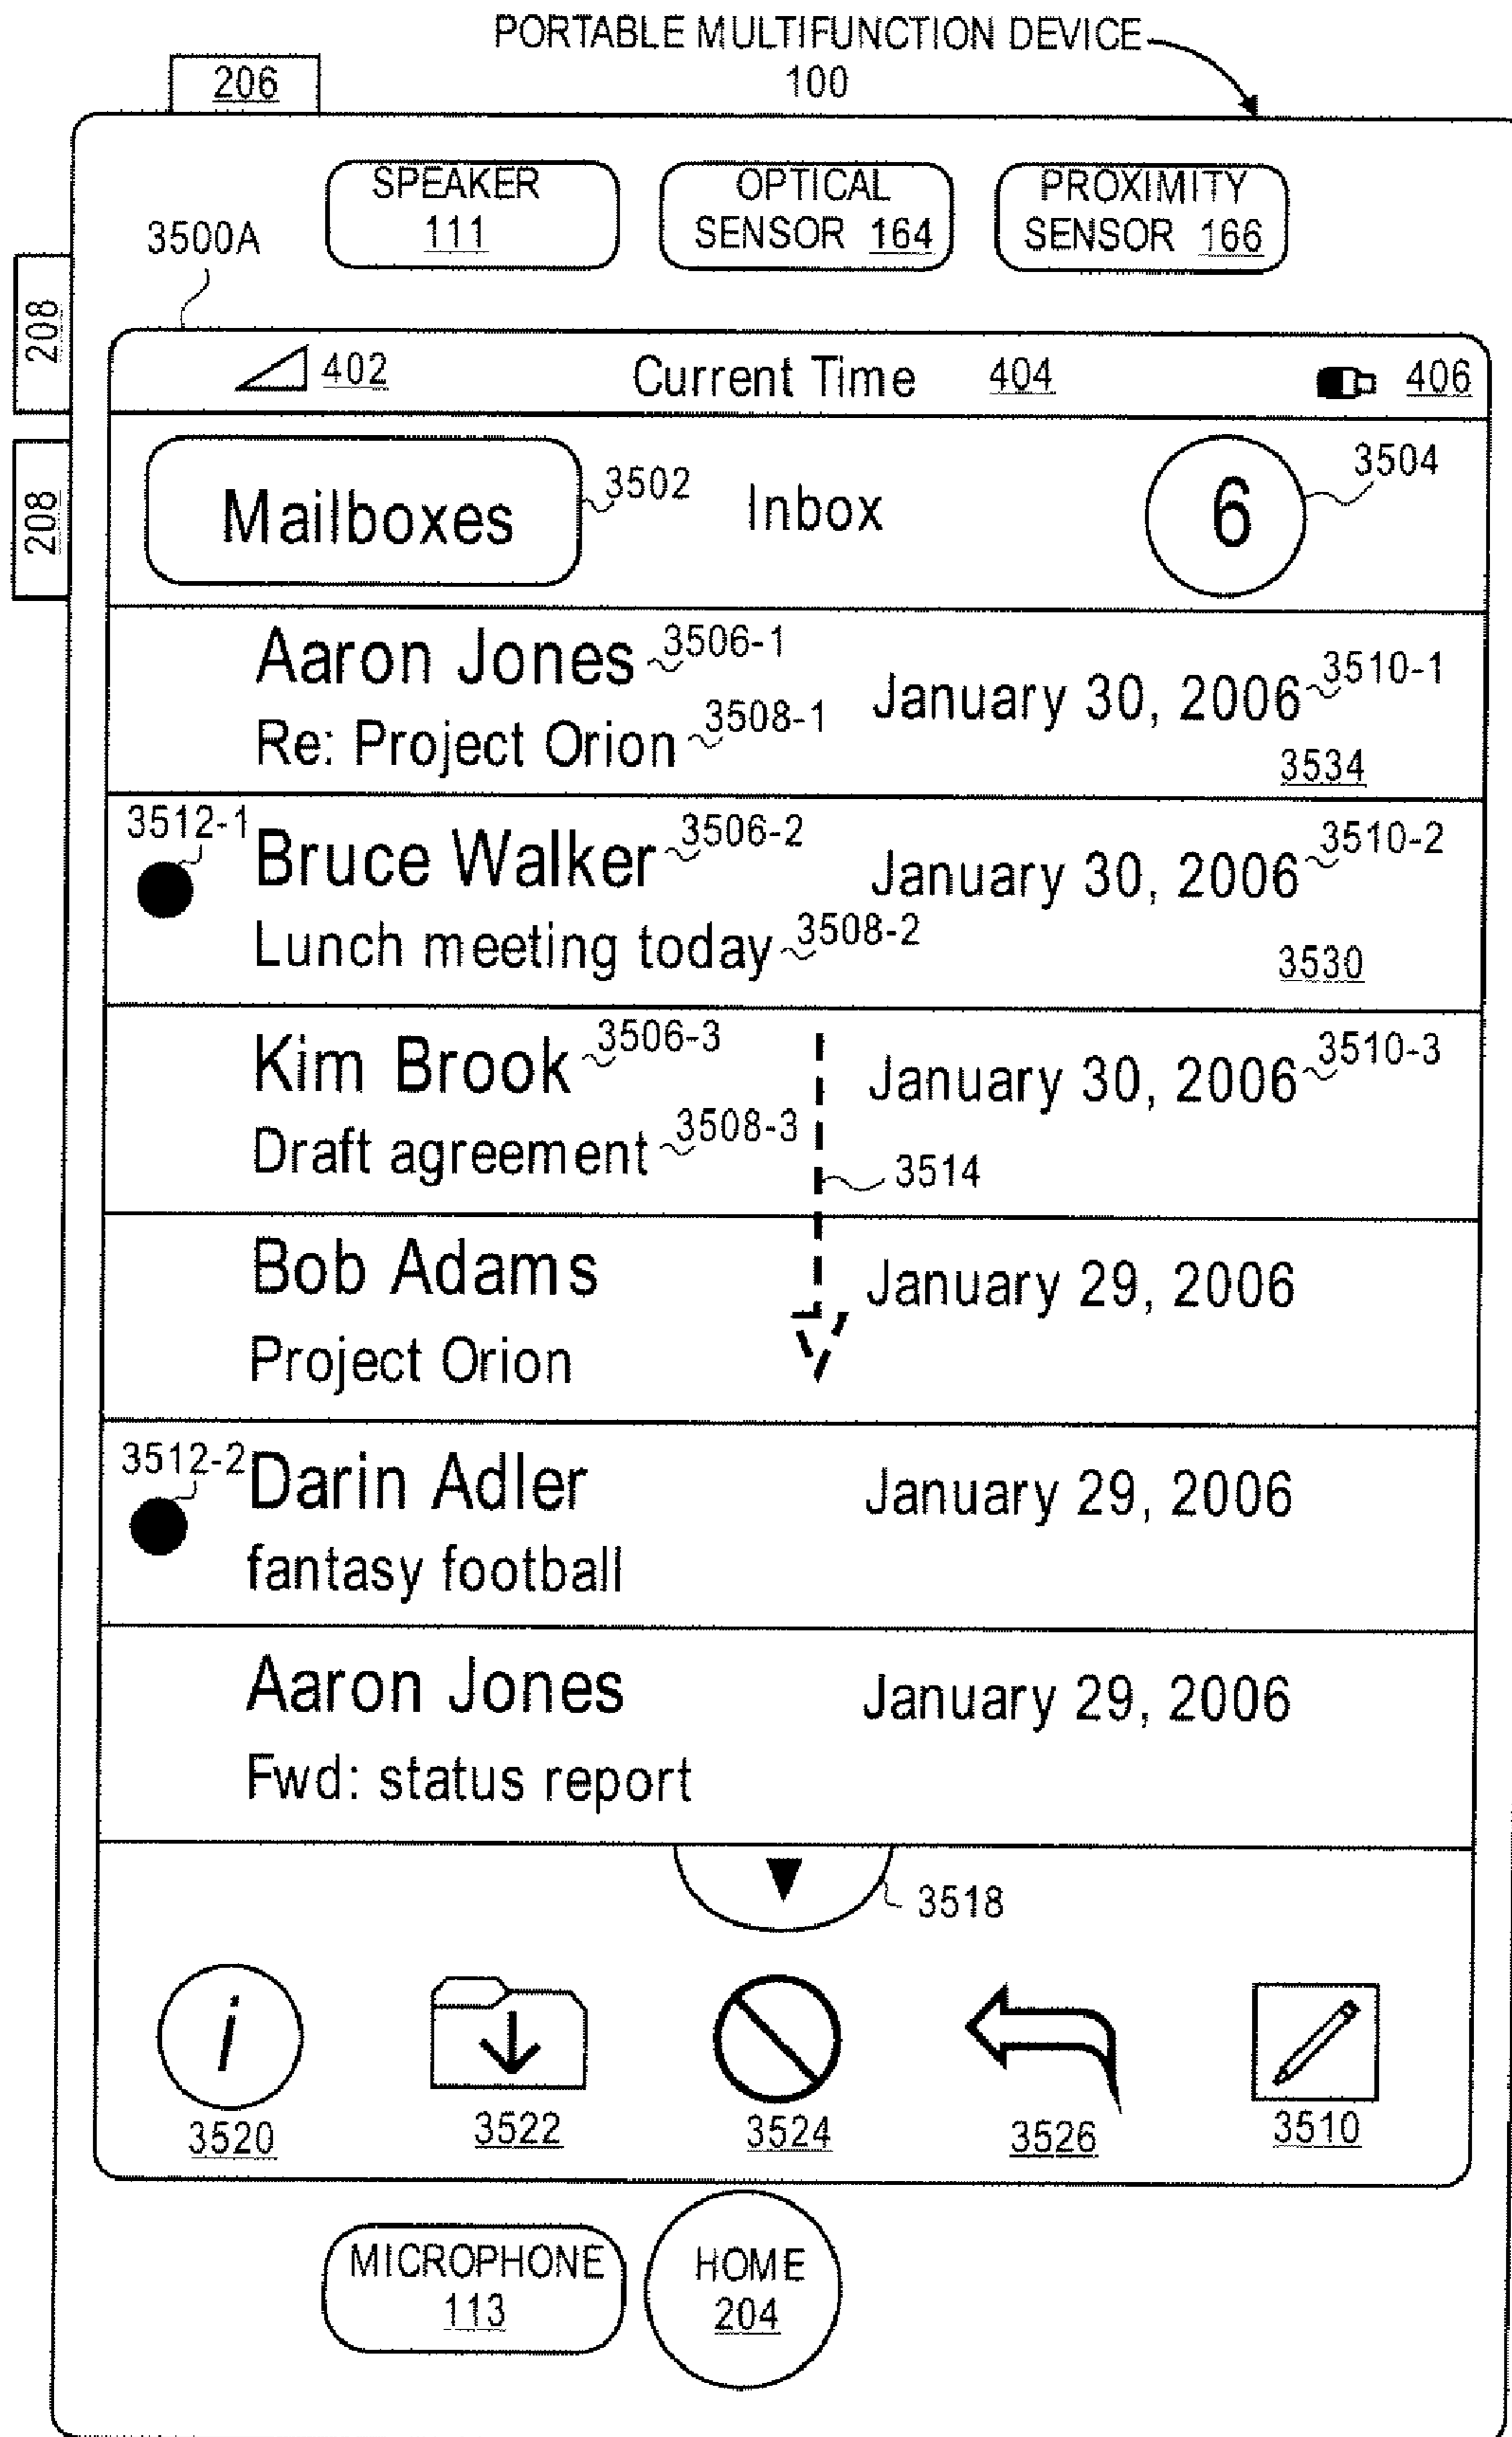 PORTABLE MULTIFUNCTION DEVICE
100
206
SPEAKER
111
OPTICAL
SENSOR 164
PROXIMITY
SENSOR 166
3500A
208
208
402 Current Time 404 406
Mailboxes 3502 Inbox 6 3504
Aaron Jones 3506-1
January 30, 2006 3510-1
Re: Project Orion 3508-1
3534
3512-1
Bruce Walker 3506-2
January 30, 2006 3510-2
Lunch meeting today 3508-2
3530
Kim Brook 3506-3
January 30, 2006 3510-3
Draft agreement 3508-3
3514
Bob Adams
January 29, 2006
Project Orion
3512-2
Darin Adler
January 29, 2006
fantasy football
Aaron Jones
January 29, 2006
Fwd: status report
3518
i
3520 3522 3524 3526 3510
MICROPHONE
113
HOME
204